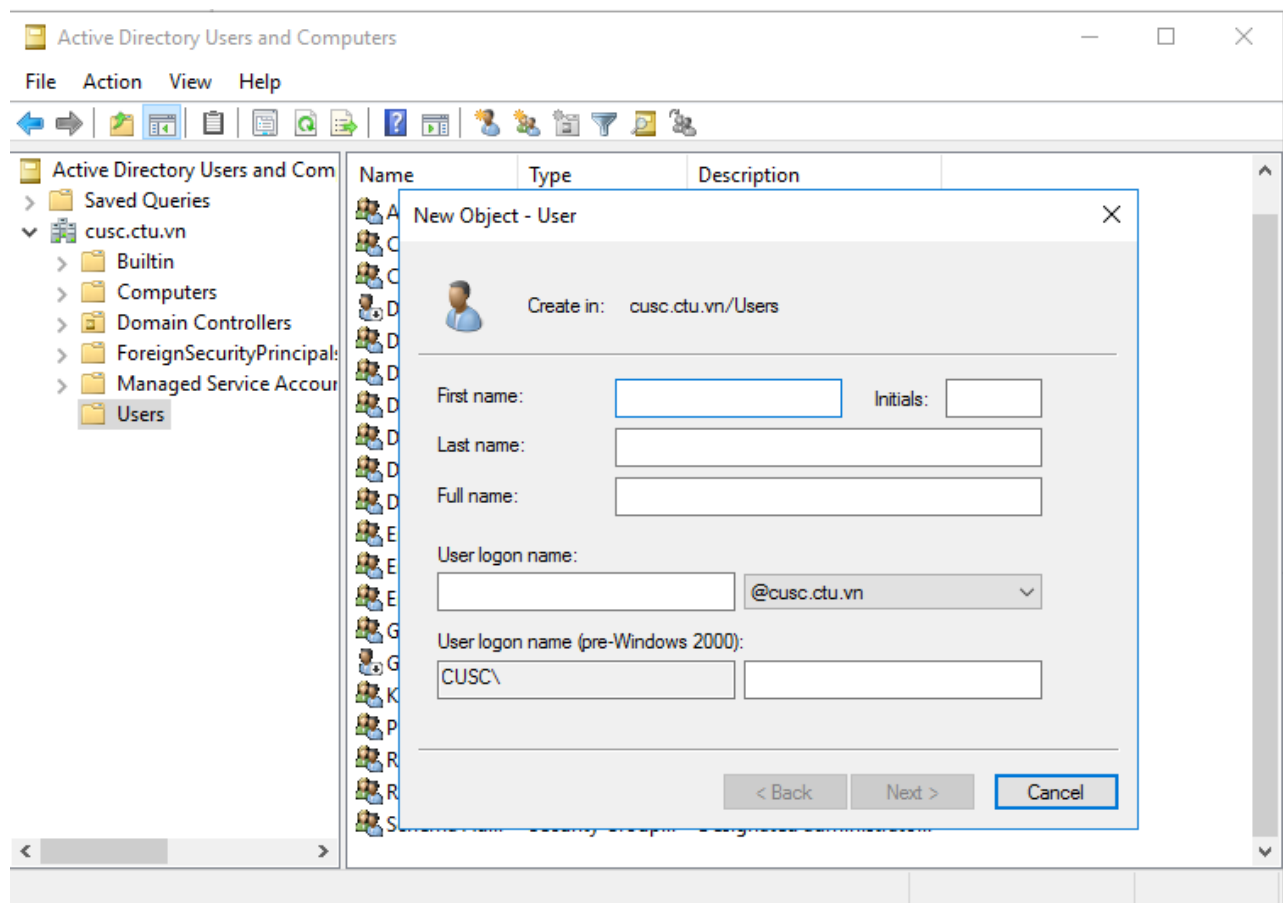 Active Directory Users and Computers
File Action View Help
Active Directory Users and Com
Saved Queries
cusc.ctu.vn
Builtin
Computers
Domain Controllers
ForeignSecurityPrincipals
Managed Service Accour
Users
Name Type Description
A
C
C
D
D
D
D
D
D
D
E
E
E
G
G
K
P
R
R
New Object - User
Create in: cusc.ctu.vn/Users
First name: Initials:
Last name:
Full name:
User logon name:
@cusc.ctu.vn
User logon name (pre-Windows 2000):
CUSC\
< Back Next > Cancel